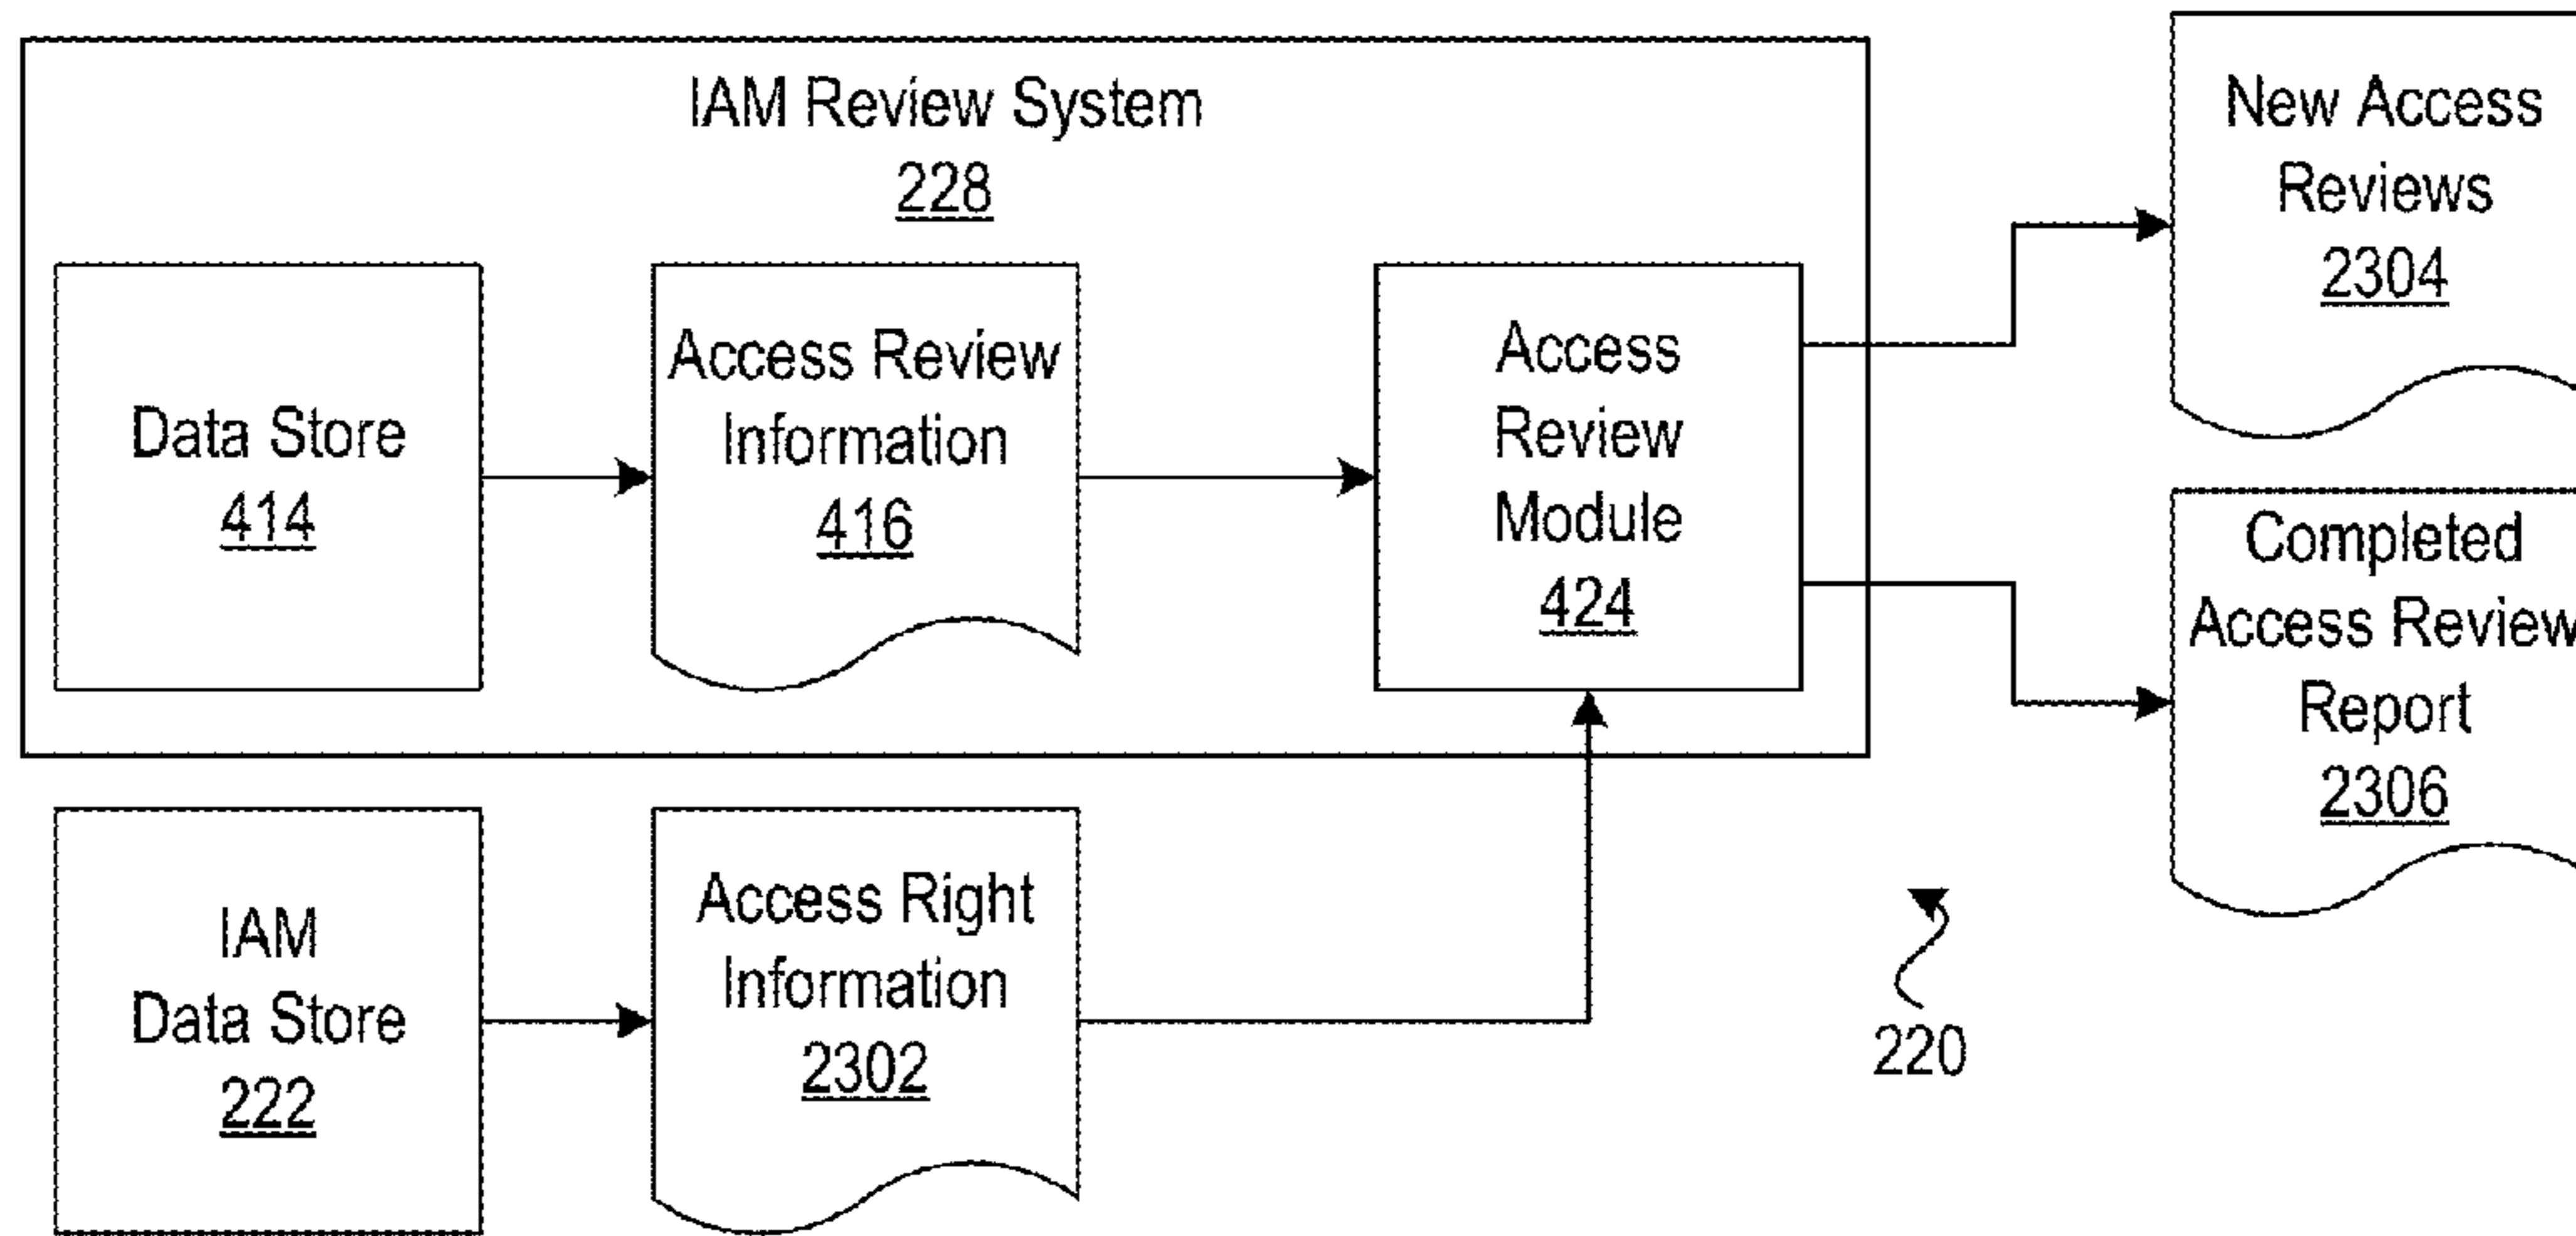 IAM Review System
228
Data Store
414
Access Review
Information
416
Access
Review
Module
424
New Access
Reviews
2304
Completed
Access Review
Report
2306
IAM
Data Store
222
Access Right
Information
2302
220